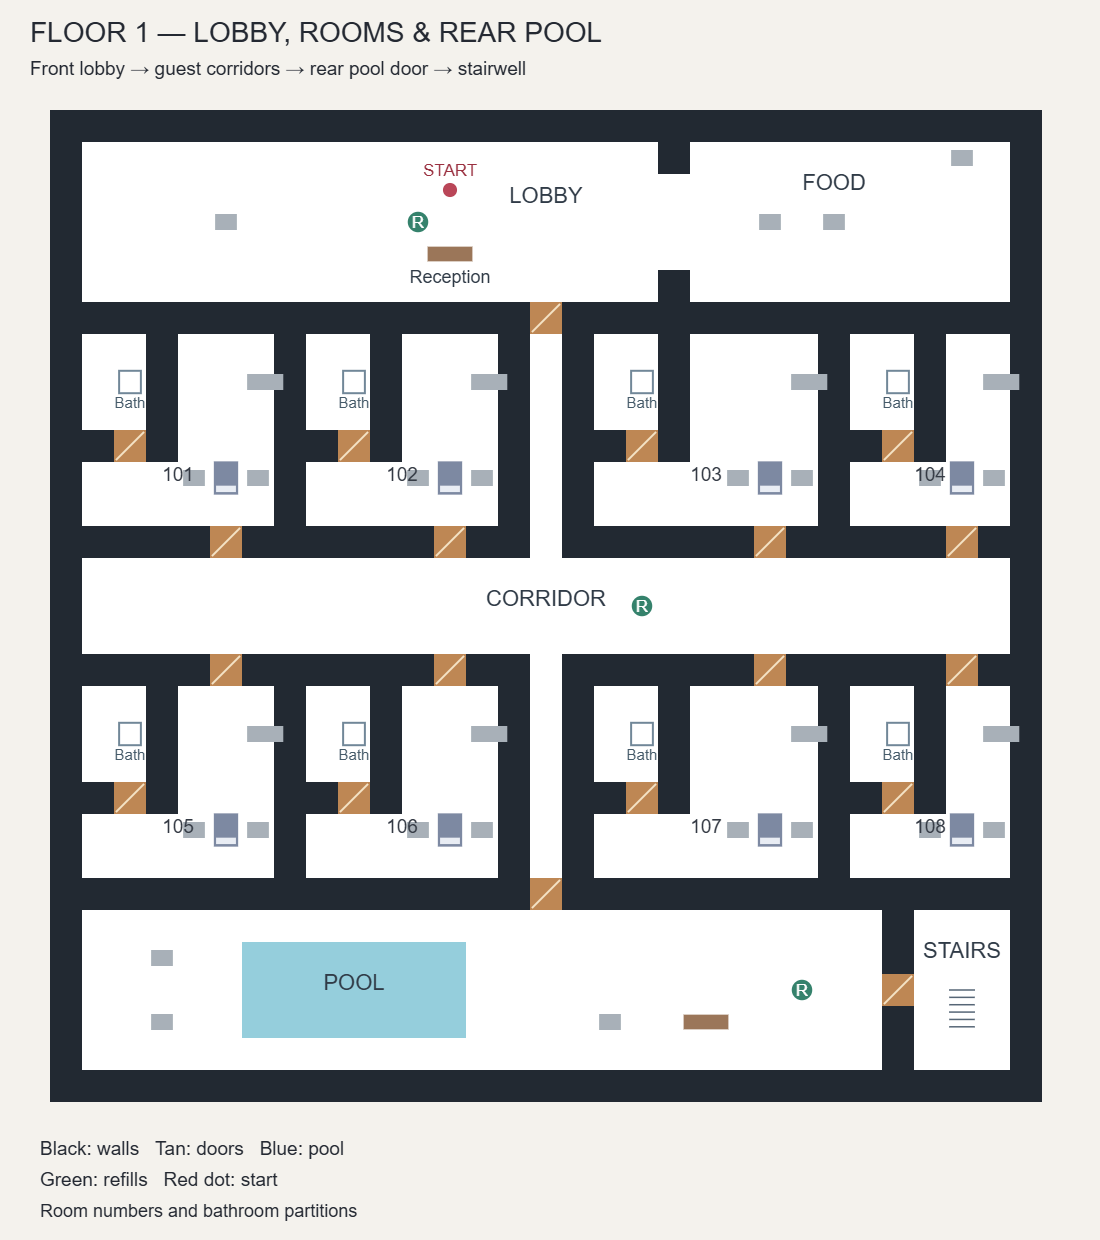 FLOOR 1 — LOBBY, ROOMS & REAR POOL
Front lobby → guest corridors → rear pool door → stairwell
START
LOBBY
FOOD
R
Reception
Bath
Bath
Bath
Bath
101
102
103
104
CORRIDOR
R
Bath
Bath
Bath
Bath
105
106
107
108
STAIRS
POOL
R
Black: walls   Tan: doors   Blue: pool
Green: refills   Red dot: start
Room numbers and bathroom partitions